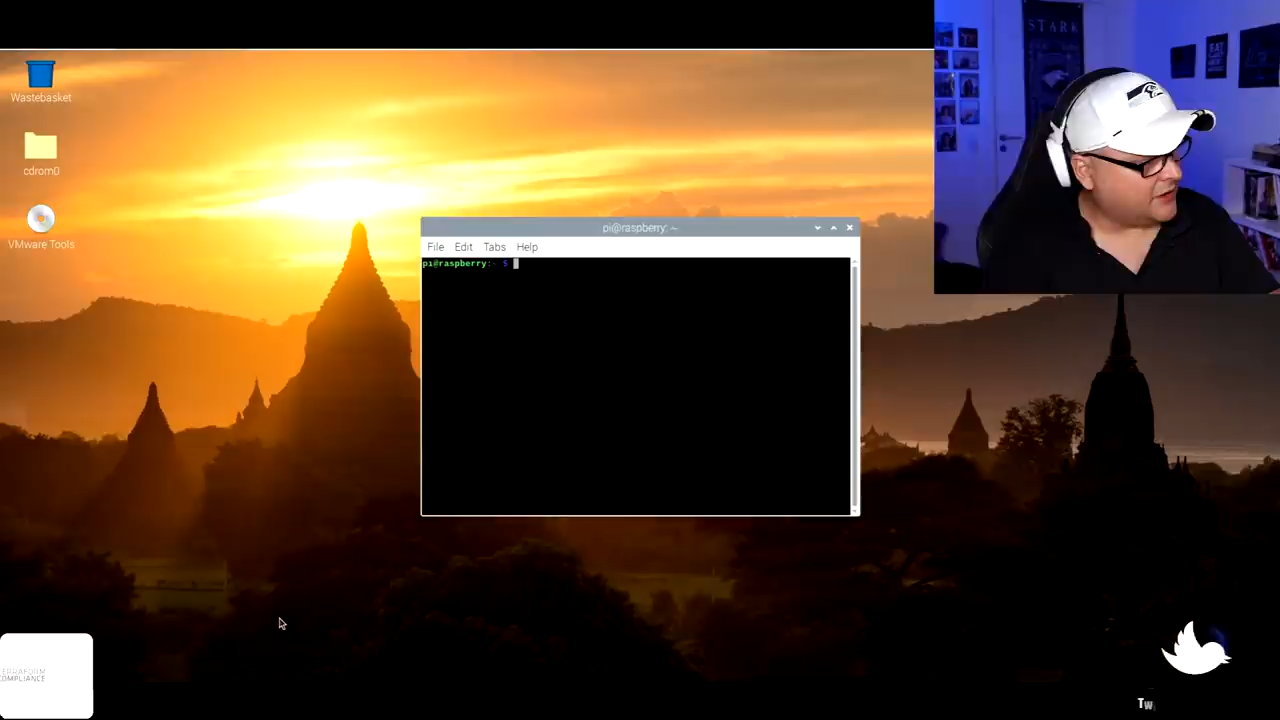 STARK
Wastebasket
cdrom0
VMware Tools
pi@raspberry: ~
File Edit Tabs Help
pi@raspberry:~ $
TERRAFORM
COMPLIANCE
Tw